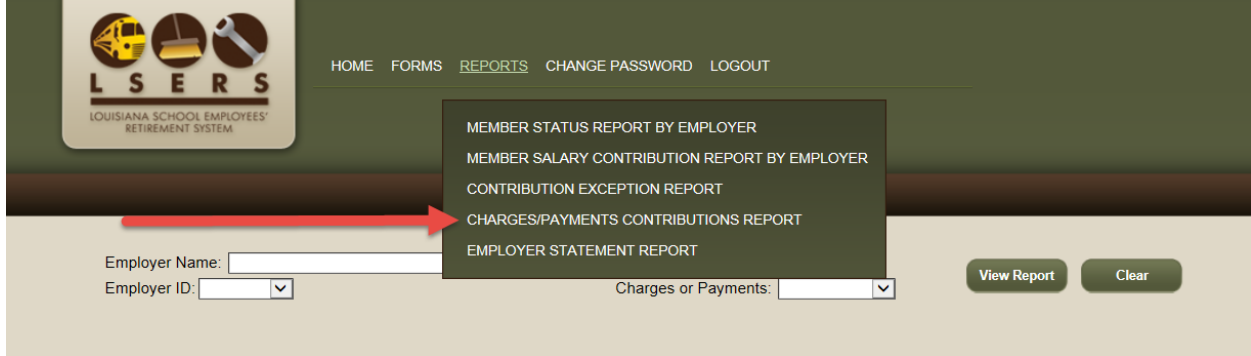 L S E R S
LOUISIANA SCHOOL EMPLOYEES'
RETIREMENT SYSTEM
HOME FORMS REPORTS CHANGE PASSWORD LOGOUT
MEMBER STATUS REPORT BY EMPLOYER
MEMBER SALARY CONTRIBUTION REPORT BY EMPLOYER
CONTRIBUTION EXCEPTION REPORT
CHARGES/PAYMENTS CONTRIBUTIONS REPORT
EMPLOYER STATEMENT REPORT
Employer Name:
Employer ID:
Charges or Payments:
View Report Clear